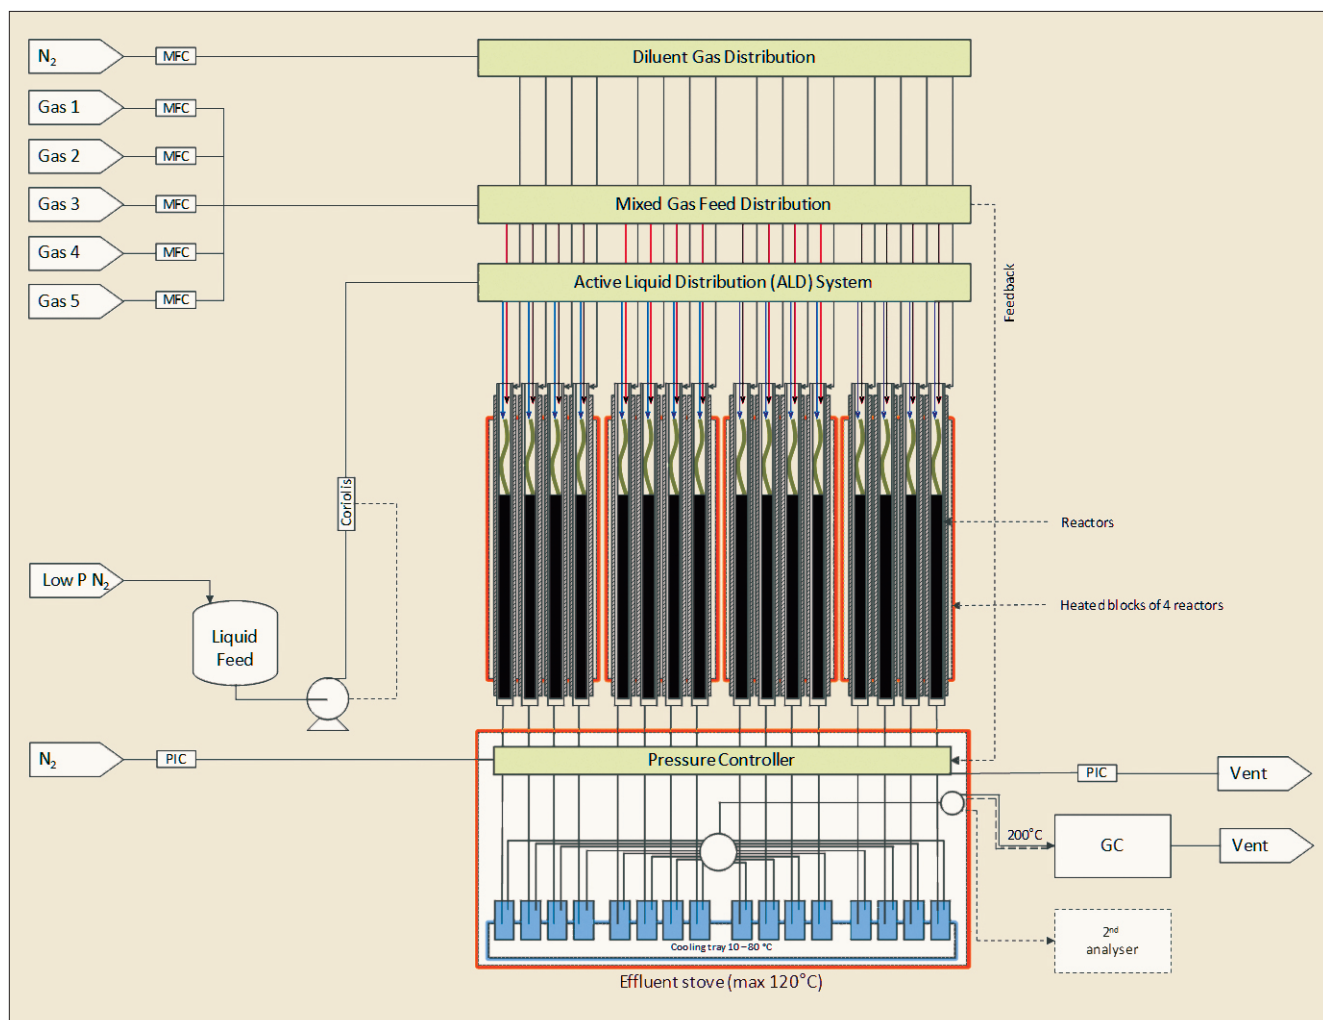 N2 MFC Diluent Gas Distribution
Gas 1 MFC
Gas 2 MFC
Gas 3 MFC Mixed Gas Feed Distribution
Gas 4 MFC
Active Liquid Distribution (ALD) System
Gas 5 MFC
Feedback
Coriolis
Reactors
Low P N2
Heated blocks of 4 reactors
Liquid
Feed
N2 PIC Pressure Controller
PIC Vent
200°C GC Vent
2nd
analyser
Cooling tray 10 – 80 °C
Effluent stove (max 120°C)